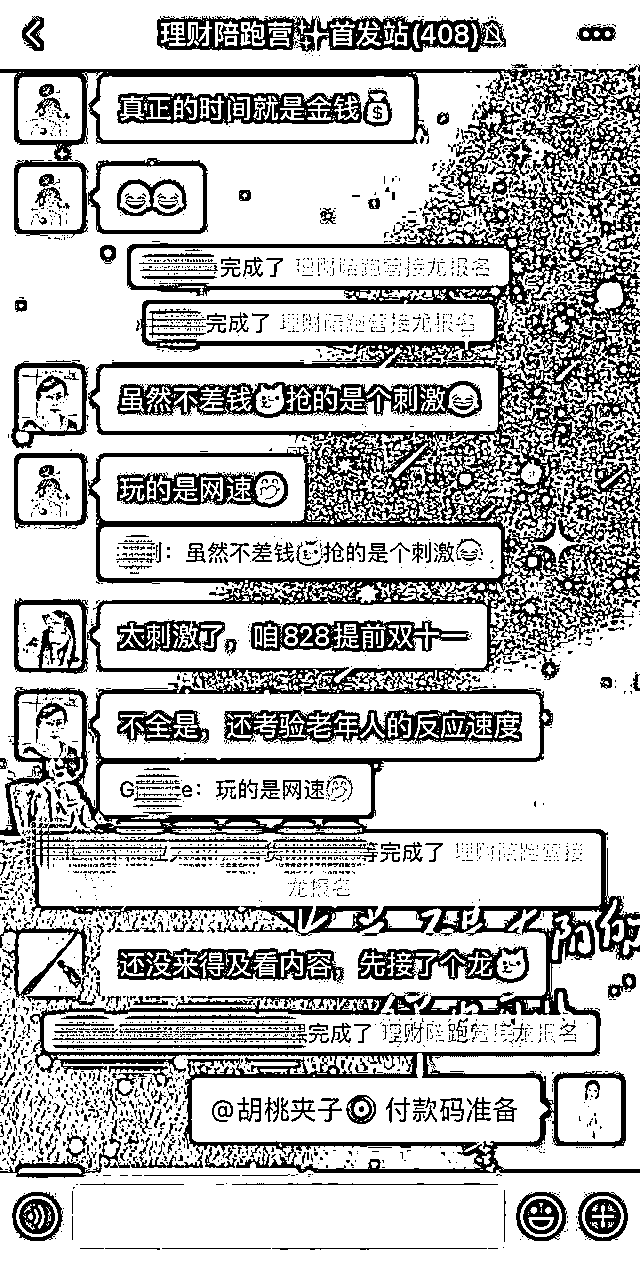 理财陪跑营 首发站(408)
真正的时间就是金钱💰
😂😂
完成了 理财陪跑营接龙报名
完成了 理财陪跑营接龙报名
虽然不差钱🐱抢的是个刺激😂
玩的是网速🤭
刺：虽然不差钱🐱抢的是个刺激😂
太刺激了，咱828提前双十一
不全是，还考验老年人的反应速度
G e：玩的是网速🤭
等完成了 理财陪跑营接
龙报名
还没来得及看内容，先接了个龙🐱
完成了 理财陪跑营接龙报名
@胡桃夹子 付款码准备